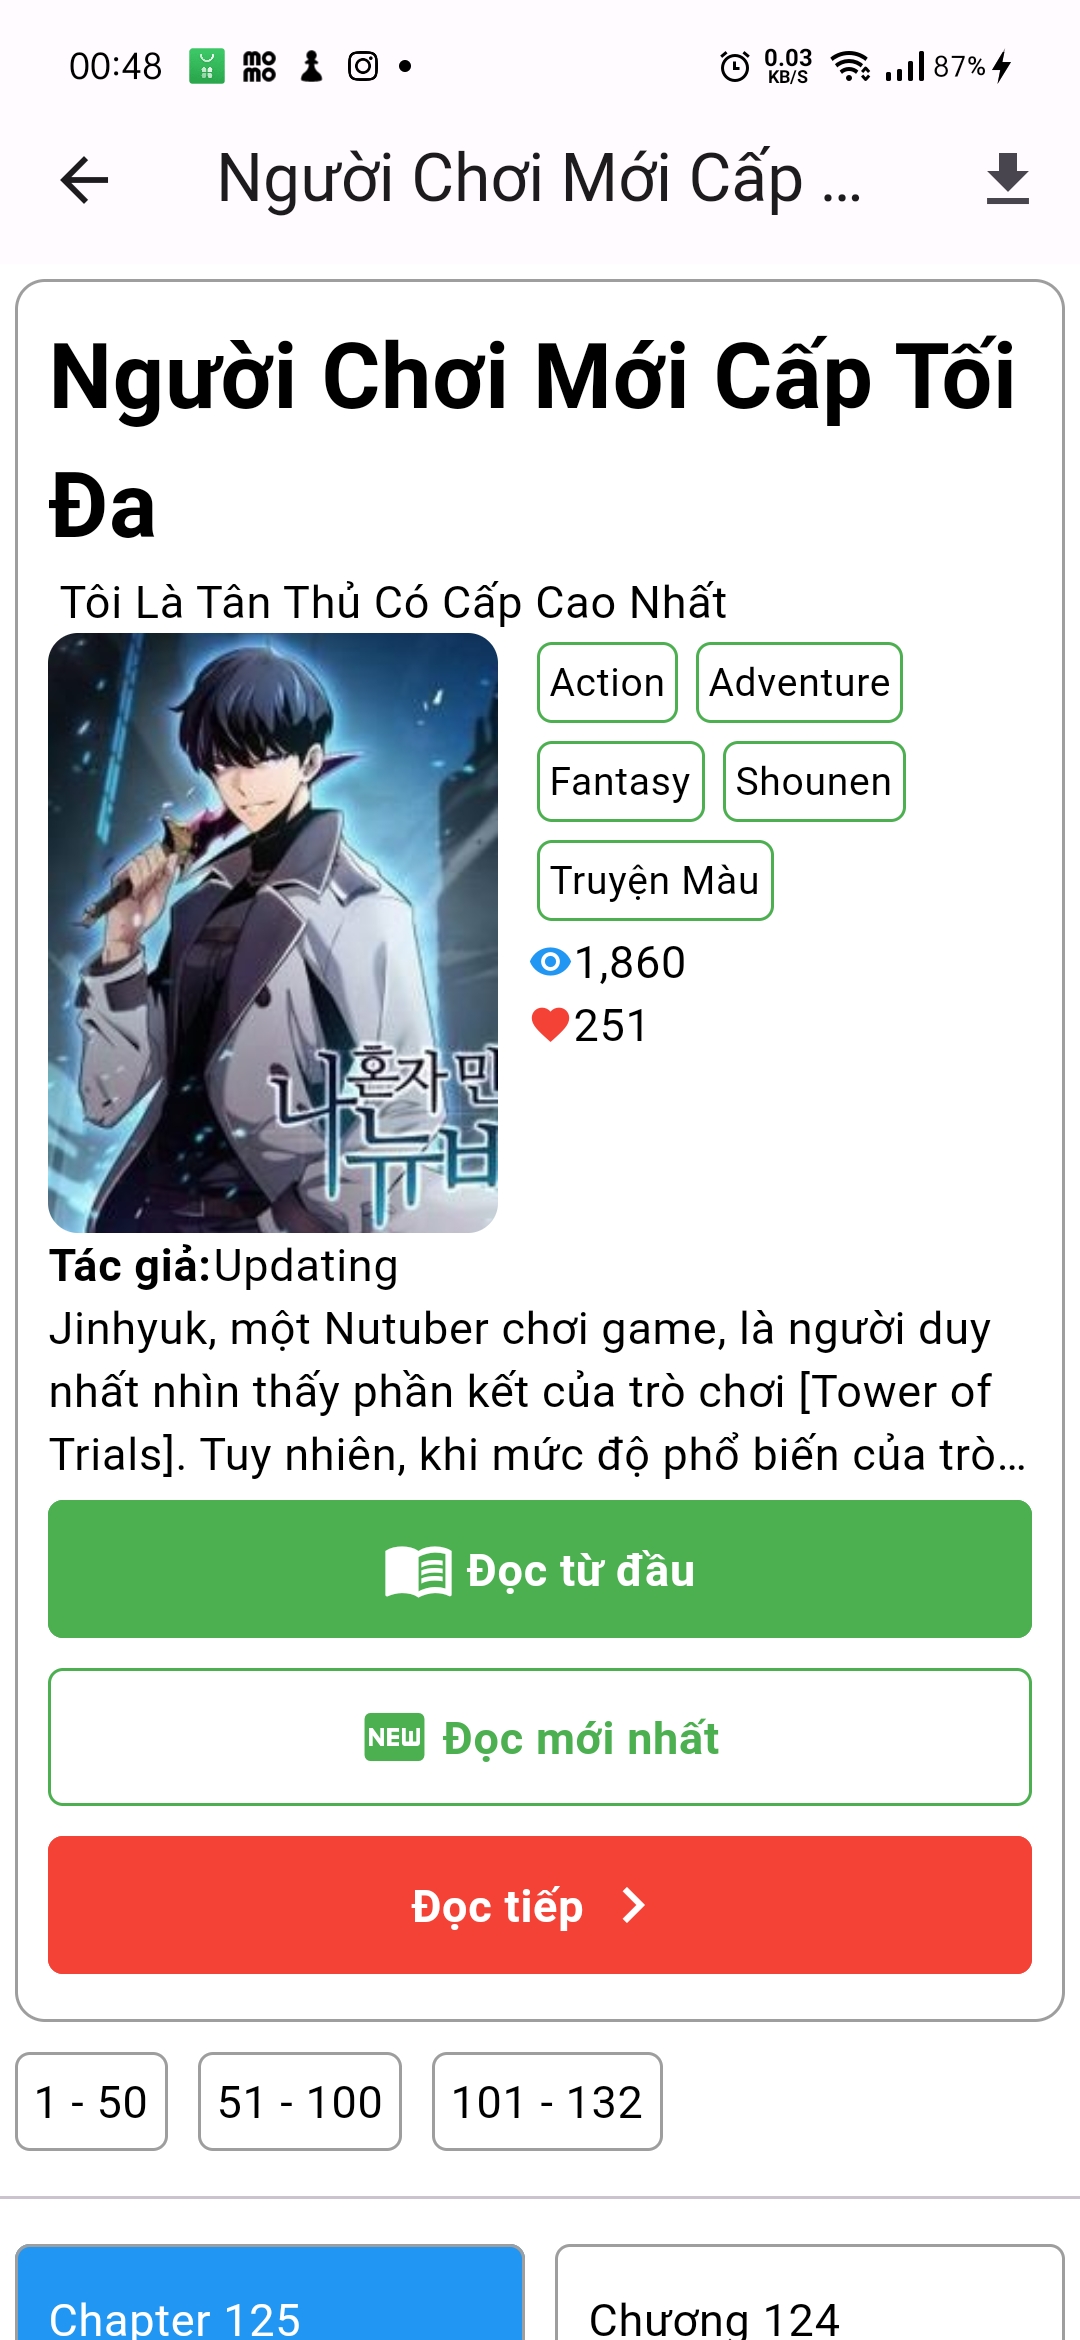 00:48
mo
mo
0.03
KB/S
87%
Người Chơi Mới Cấp ...
Người Chơi Mới Cấp Tối
Đa
Tôi Là Tân Thủ Có Cấp Cao Nhất
Action
Adventure
Fantasy
Shounen
Truyện Màu
1,860
251
나 혼자 만
뉴비
Tác giả:Updating
Jinhyuk, một Nutuber chơi game, là người duy
nhất nhìn thấy phần kết của trò chơi [Tower of
Trials]. Tuy nhiên, khi mức độ phổ biến của trò...
Đọc từ đầu
NEW Đọc mới nhất
Đọc tiếp
1 - 50
51 - 100
101 - 132
Chapter 125
Chương 124